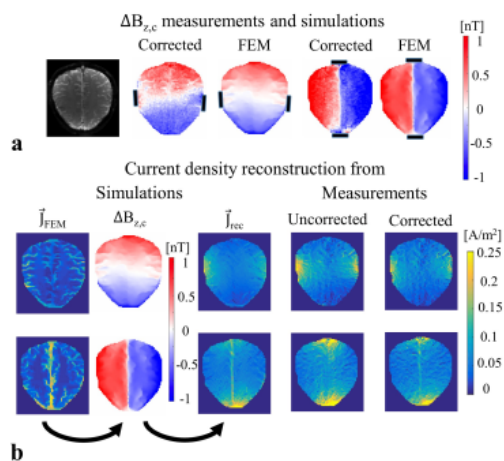 ΔB_z,c measurements and simulations
Corrected FEM Corrected FEM [nT]
1
0.5
0
-0.5
-1
a
Current density reconstruction from
Simulations Measurements
J⃗_FEM ΔB_z,c [nT] J⃗_rec Uncorrected Corrected [A/m²]
1
0.5
0
-0.5
-1
0.25
0.2
0.15
0.1
0.05
0
b